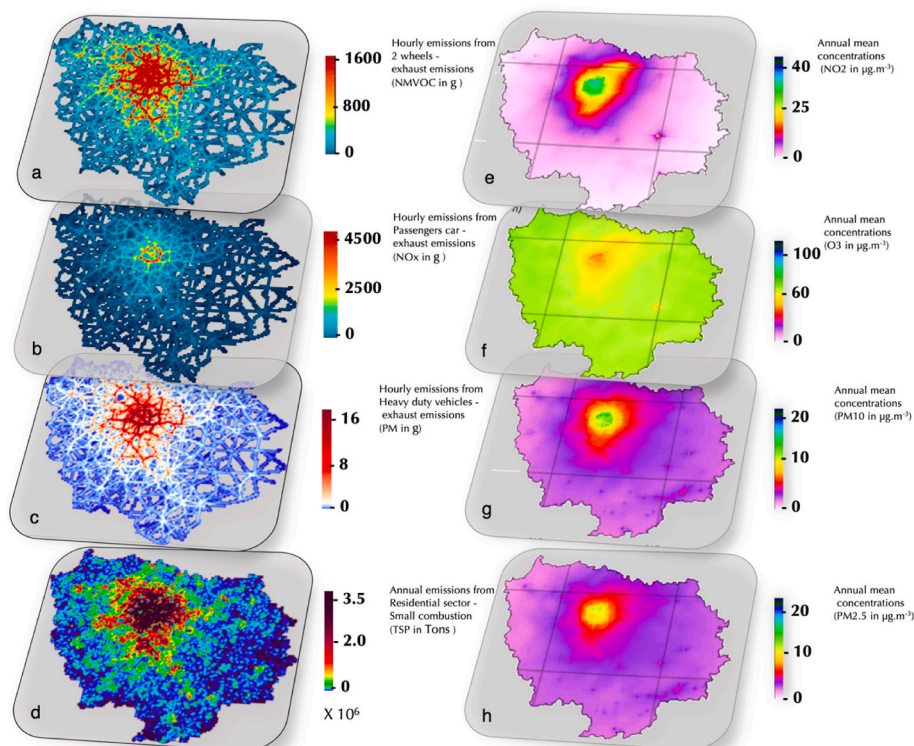 a
1600
800
0
Hourly emissions from
2 wheels -
exhaust emissions
(NMVOC in g )
b
4500
2500
0
Hourly emissions from
Passengers car -
exhaust emissions
(NOx in g )
c
16
8
0
Hourly emissions from
Heavy duty vehicles -
exhaust emissions
(PM in g)
d
3.5
2.0
0
X 10⁶
Annual emissions from
Residential sector -
Small combustion
(TSP in Tons )
e
40
25
0
Annual mean
concentrations
(NO2 in µg.m⁻³)
f
100
60
0
Annual mean
concentrations
(O3 in µg.m⁻³)
g
20
10
0
Annual mean
concentrations
(PM10 in µg.m⁻³)
h
20
10
0
Annual mean
concentrations
(PM2.5 in µg.m⁻³)